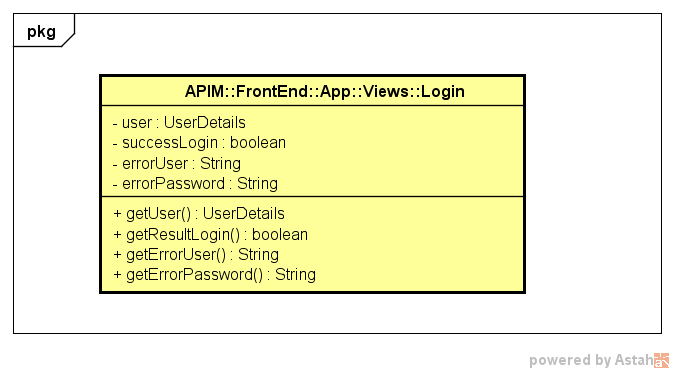 pkg
APIM::FrontEnd::App::Views::Login
- user : UserDetails
- successLogin : boolean
- errorUser : String
- errorPassword : String
+ getUser() : UserDetails
+ getResultLogin() : boolean
+ getErrorUser() : String
+ getErrorPassword() : String
powered by Astah